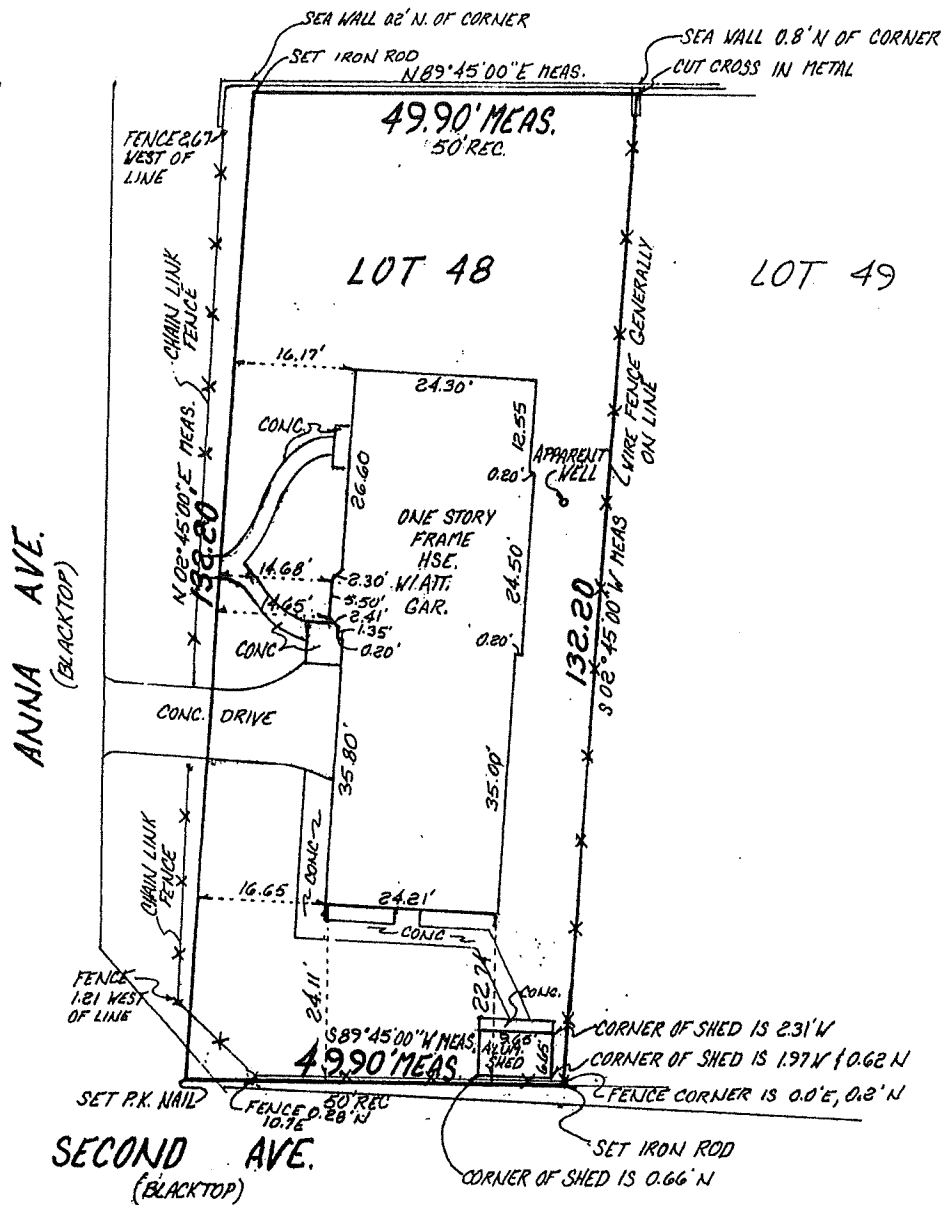 SEA WALL 0.2' N. OF CORNER
SET IRON ROD
N 89°45'00" E MEAS.
SEA WALL 0.8' N OF CORNER
CUT CROSS IN METAL
49.90' MEAS.
50' REC.
FENCE 2.67
WEST OF
LINE
LOT 48
LOT 49
CHAIN LINK
FENCE
WIRE FENCE GENERALLY
ON LINE
16.17'
24.30'
12.55
CONC.
26.60
0.20'
APPARENT
WELL
N 02°45'00" E MEAS.
132.20
ONE STORY
FRAME
HSE.
W/ATT.
GAR.
24.50'
14.68'
2.30'
5.50'
14.65'
2.41'
1.35'
0.20'
CONC
0.20'
132.20
S 02°45'00" W MEAS
ANNA AVE.
(BLACKTOP)
CONC. DRIVE
35.80'
35.00'
CHAIN LINK
FENCE
CONC
16.65
24.21'
CONC
FENCE
1.21 WEST
OF LINE
24.11'
22.74'
CONC.
S 89°45'00" W MEAS.
49.90' MEAS.
9.65'
ALUM.
SHED
6.65'
CORNER OF SHED IS 2.31' W
CORNER OF SHED IS 1.97 W & 0.62 N
FENCE CORNER IS 0.0' E, 0.2' N
SET P.K. NAIL
50' REC
FENCE 0.28' N
10.7E
SET IRON ROD
CORNER OF SHED IS 0.66' N
SECOND AVE.
(BLACKTOP)